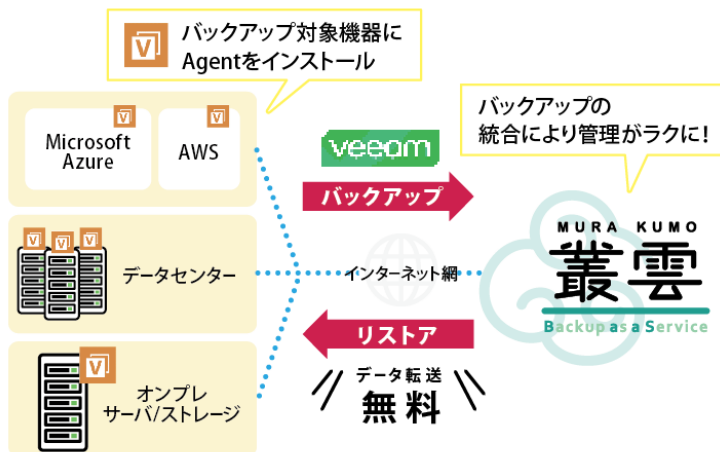 V
バックアップ対象機器に
Agentをインストール
V
V
Microsoft
Azure
AWS
V
V
V
データセンター
V
オンプレ
サーバ/ストレージ
veeam
バックアップ
インターネット網
リストア
データ転送
無料
バックアップの
統合により管理がラクに!
MURA KUMO
叢雲
Backup as a Service